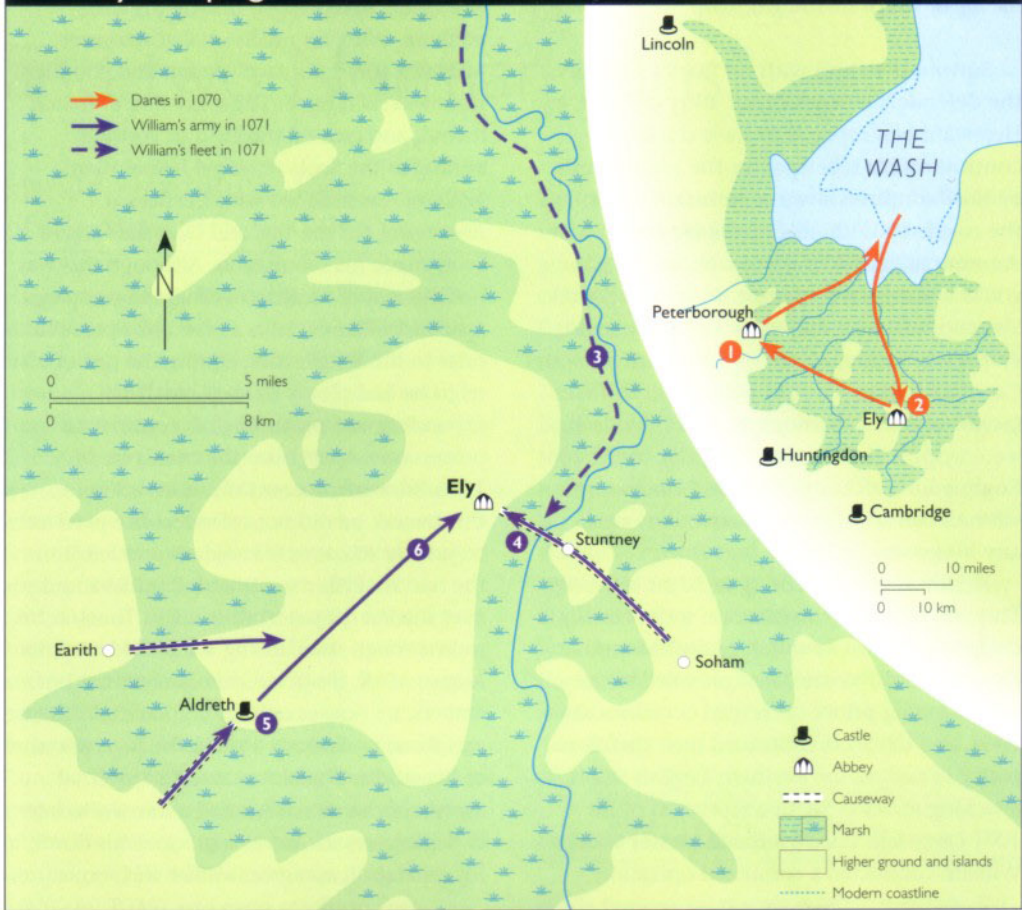 Lincoln
Danes in 1070
William's army in 1071
William's fleet in 1071
THE
WASH
N
Peterborough
1
3
0 5 miles
0 8 km
2
Ely
Huntingdon
Cambridge
Ely
4
Stuntney
6
0 10 miles
0 10 km
Earith
Soham
Aldreth
5
Castle
Abbey
Causeway
Marsh
Higher ground and islands
Modern coastline